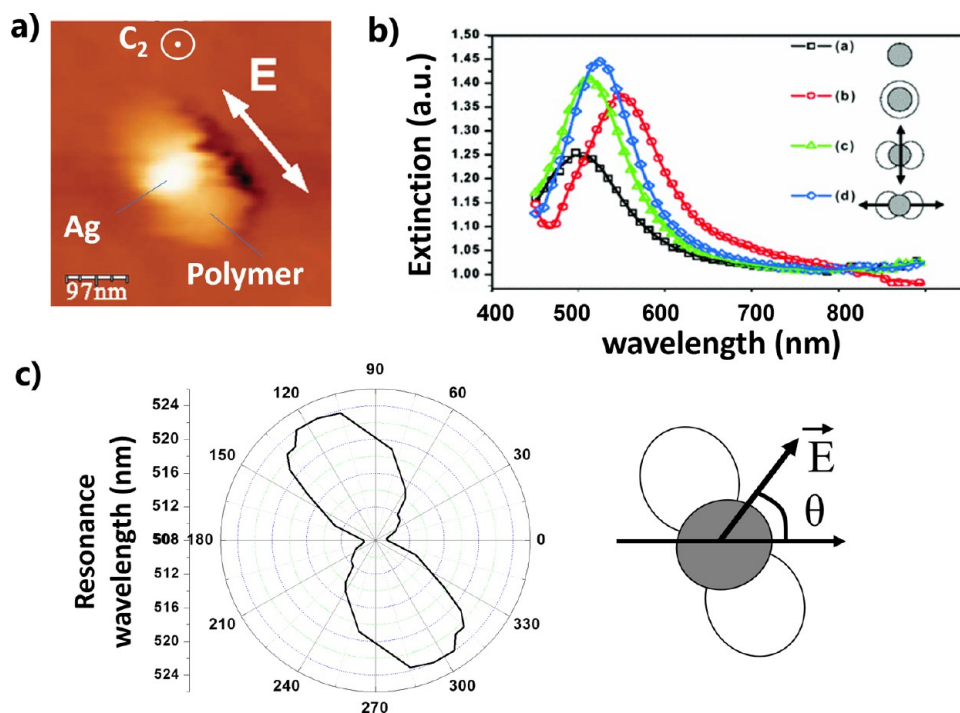 a)
C2
E
Ag
Polymer
97nm
b)
Extinction (a.u.)
1.50
1.45
1.40
1.35
1.30
1.25
1.20
1.15
1.10
1.05
1.00
400 500 600 700 800
wavelength (nm)
(a)
(b)
(c)
(d)
c)
Resonance
wavelength (nm)
524
520
516
512
508
512
516
520
524
90
60
30
0
330
300
270
240
210
180
150
120
E
θ